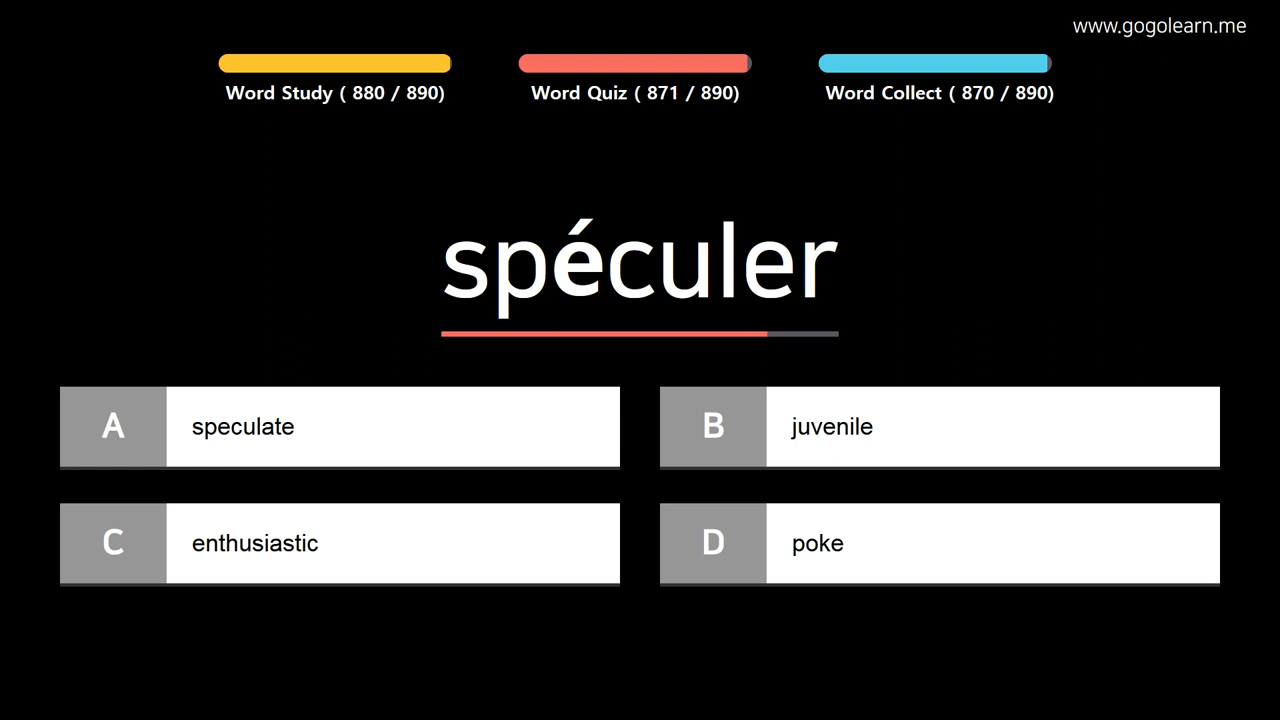 www.gogolearn.me
Word Study ( 880 / 890)
Word Quiz ( 871 / 890)
Word Collect ( 870 / 890)
spéculer
A speculate
B juvenile
C enthusiastic
D poke